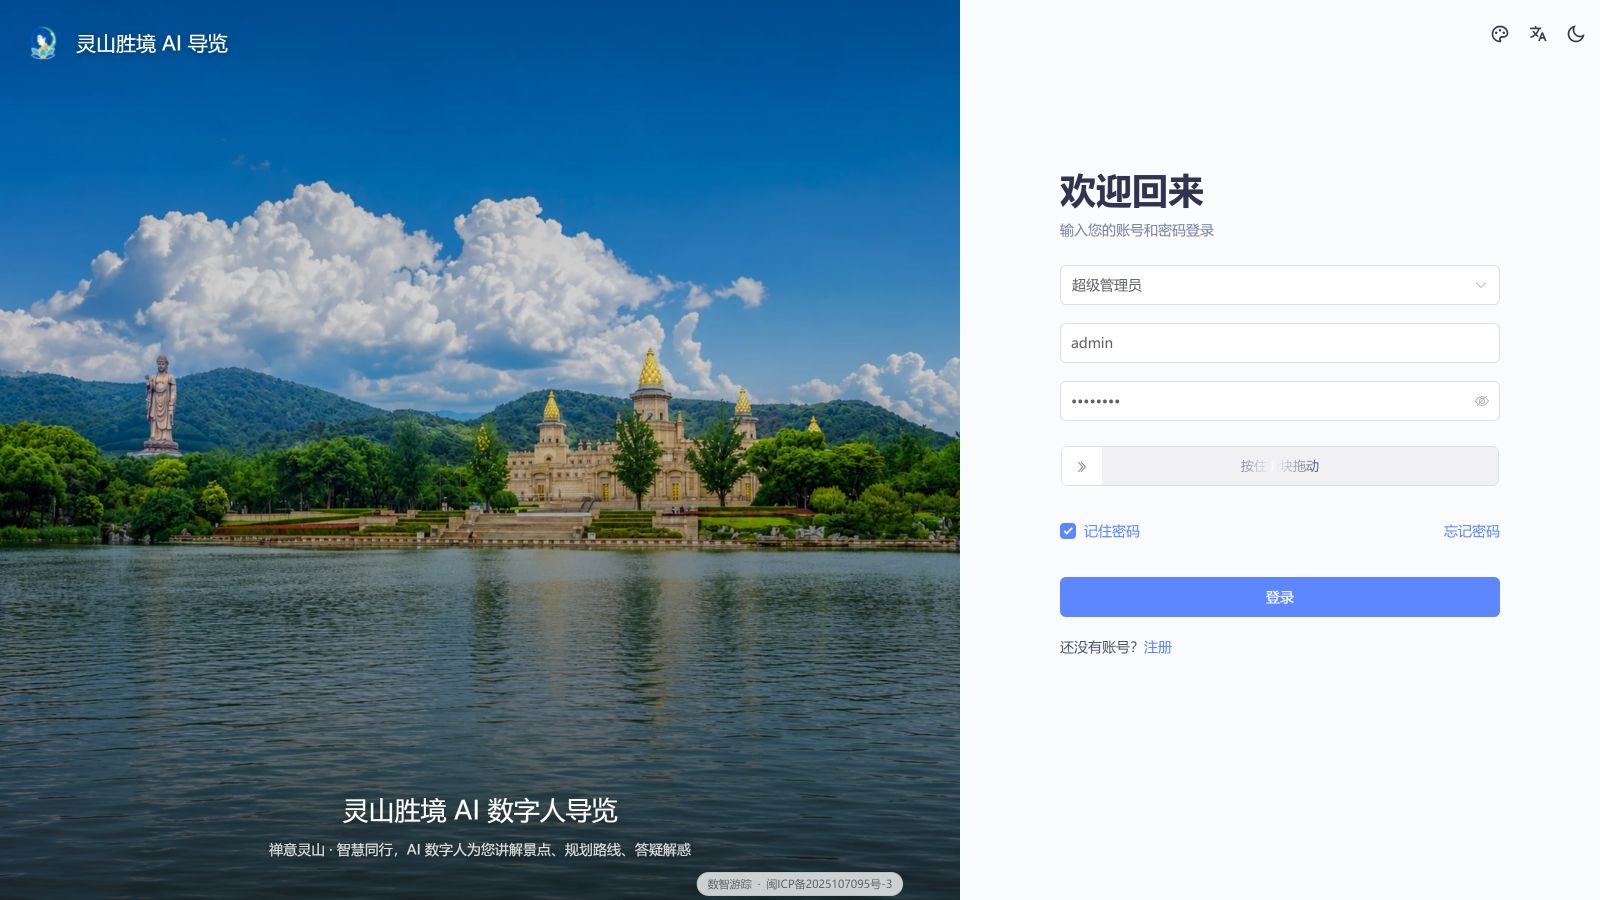 灵山胜境 AI 导览
欢迎回来
输入您的账号和密码登录
超级管理员
admin
••••••••
按住 块拖动
记住密码
忘记密码
登录
还没有账号? 注册
灵山胜境 AI 数字人导览
禅意灵山 · 智慧同行，AI 数字人为您讲解景点、规划路线、答疑解惑
数智游踪 · 闽ICP备2025107095号-3